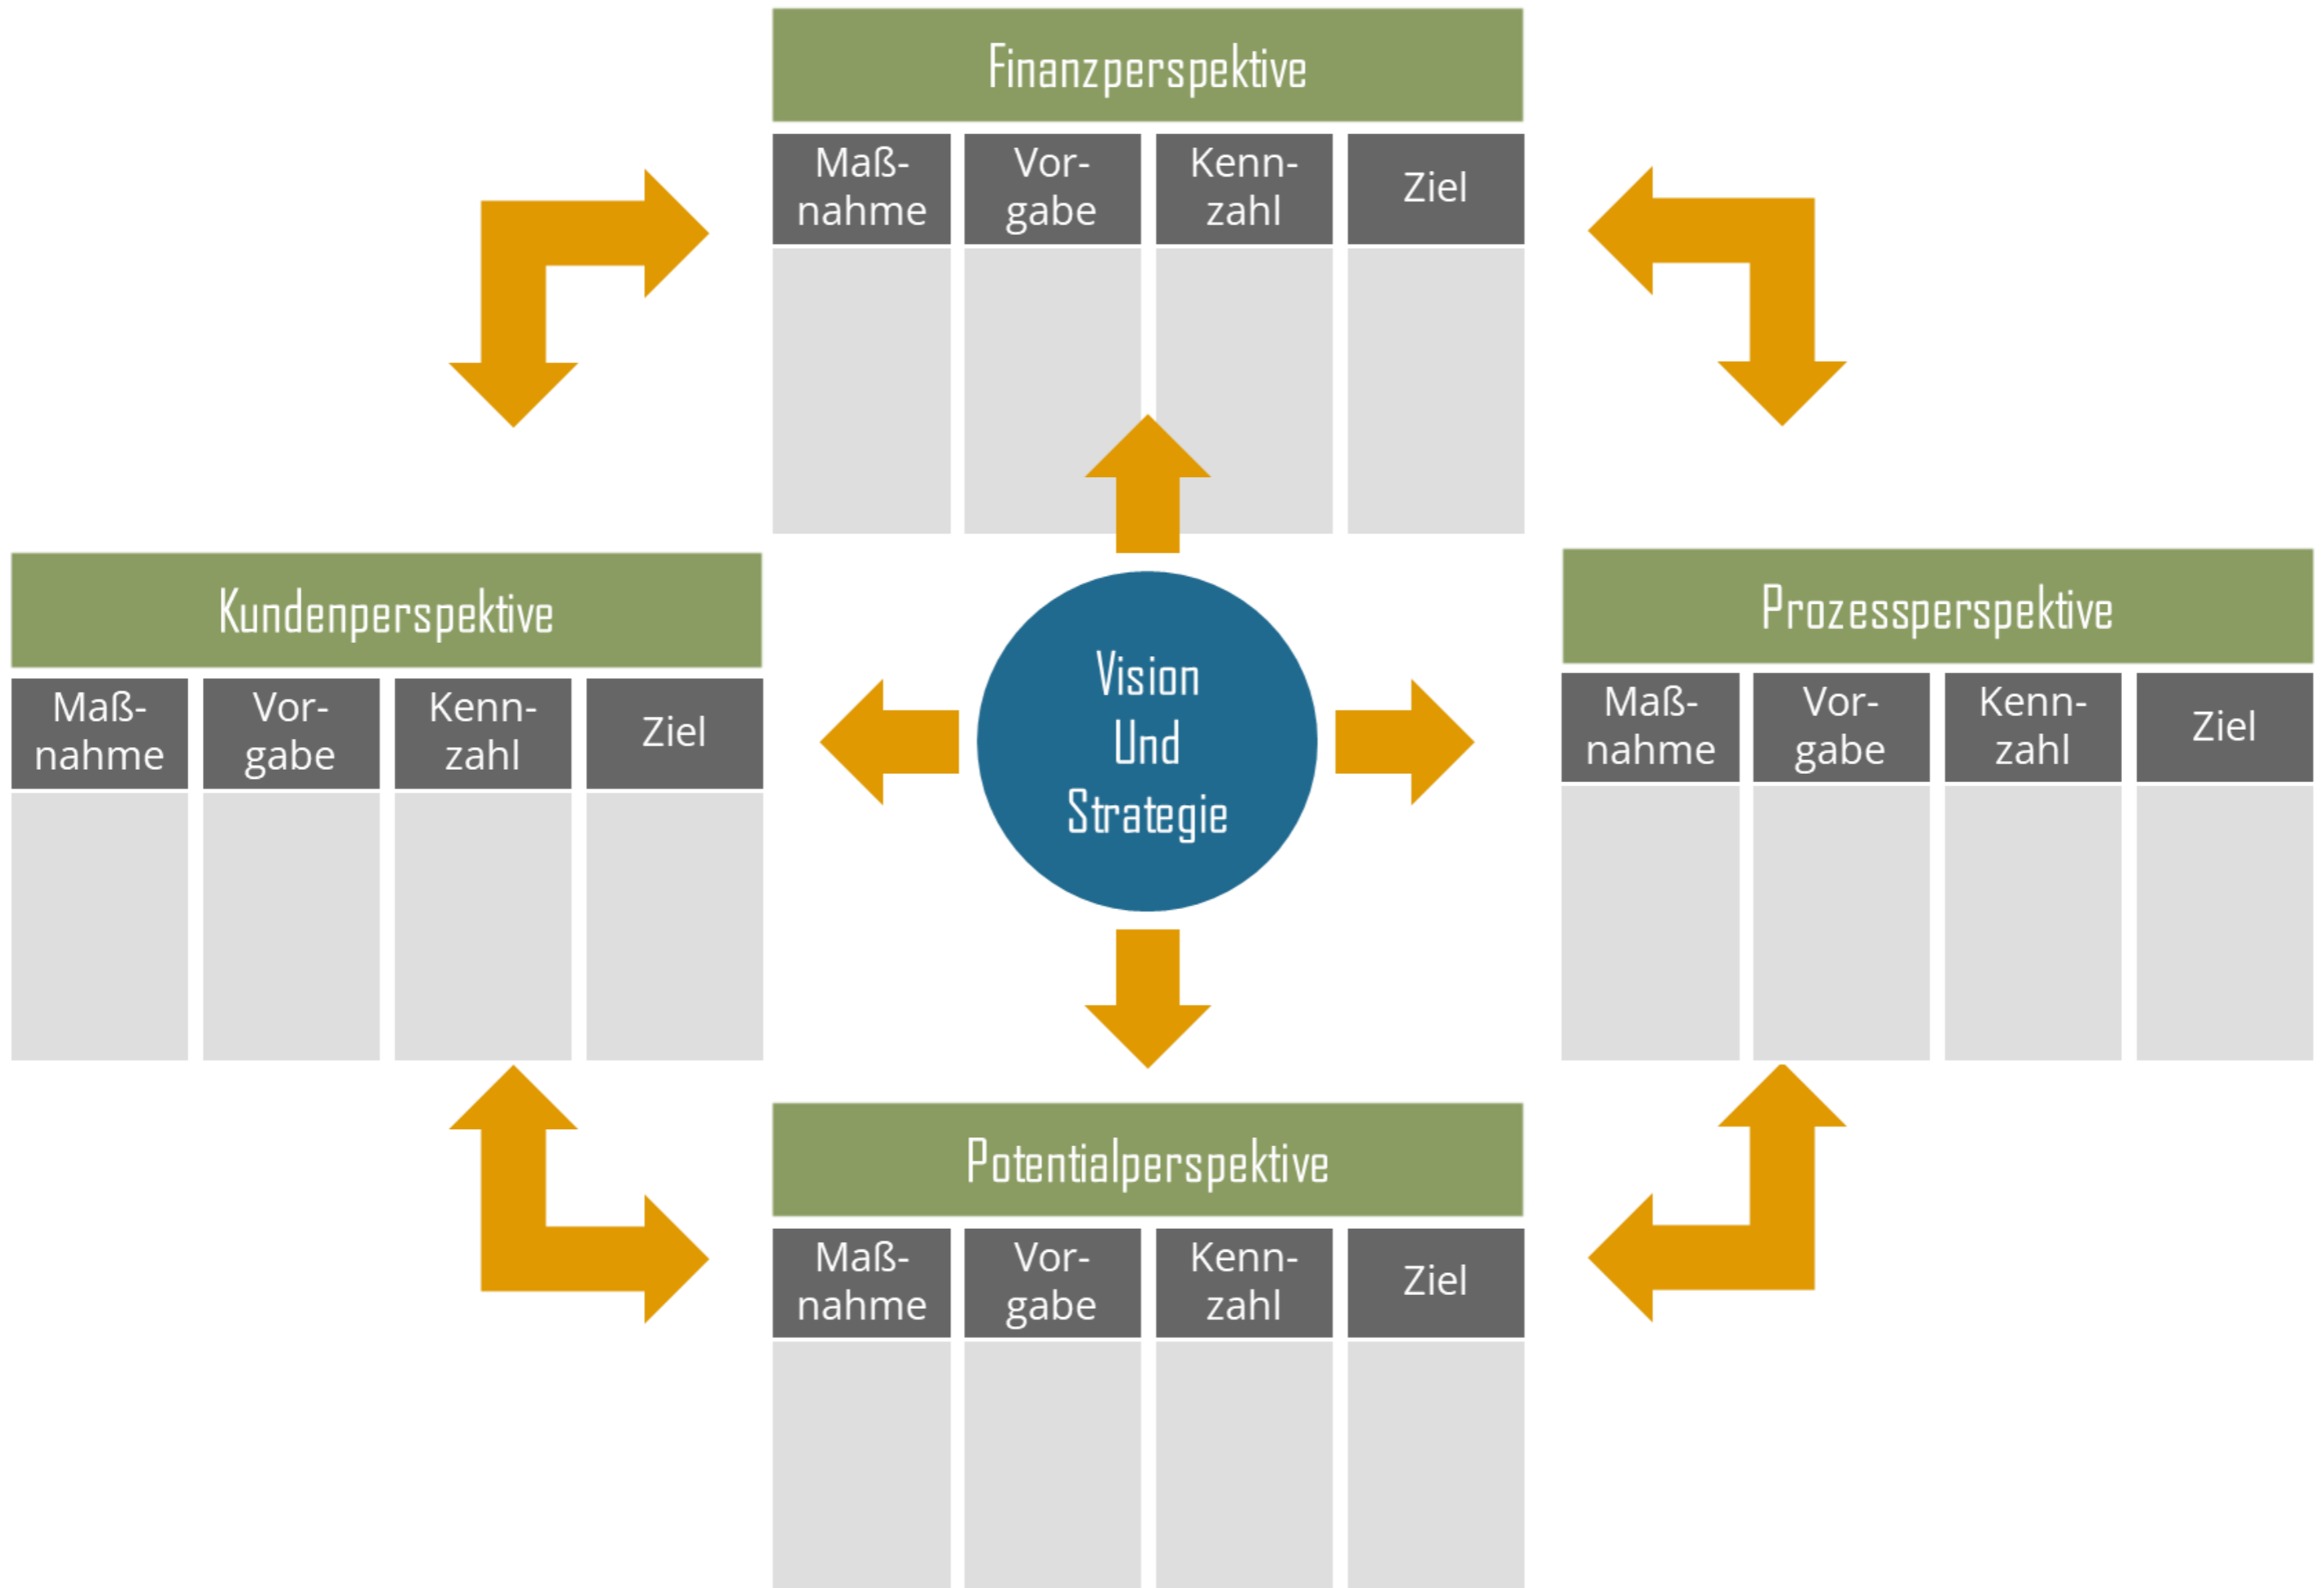 Finanzperspektive
Maß-
nahme
Vor-
gabe
Kenn-
zahl
Ziel
Kundenperspektive
Maß-
nahme
Vor-
gabe
Kenn-
zahl
Ziel
Vision
Und
Strategie
Prozessperspektive
Maß-
nahme
Vor-
gabe
Kenn-
zahl
Ziel
Potentialperspektive
Maß-
nahme
Vor-
gabe
Kenn-
zahl
Ziel